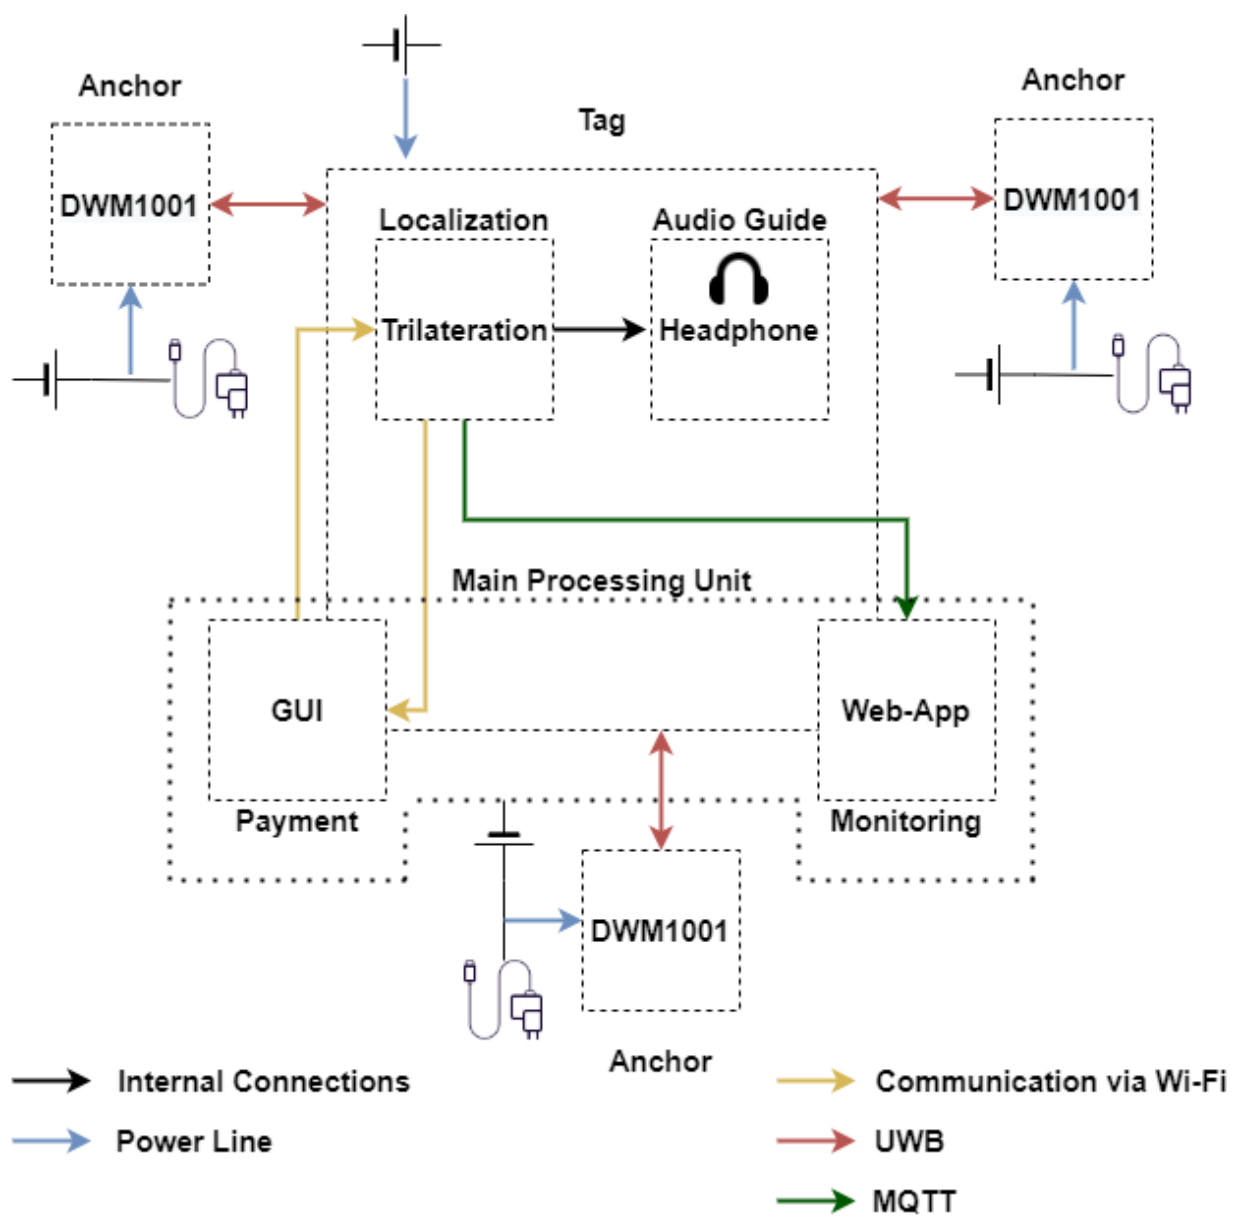 Anchor
Tag
Anchor
DWM1001
DWM1001
Localization
Audio Guide
Trilateration
Headphone
Main Processing Unit
GUI
Web-App
Payment
Monitoring
DWM1001
Anchor
Internal Connections
Communication via Wi-Fi
Power Line
UWB
MQTT